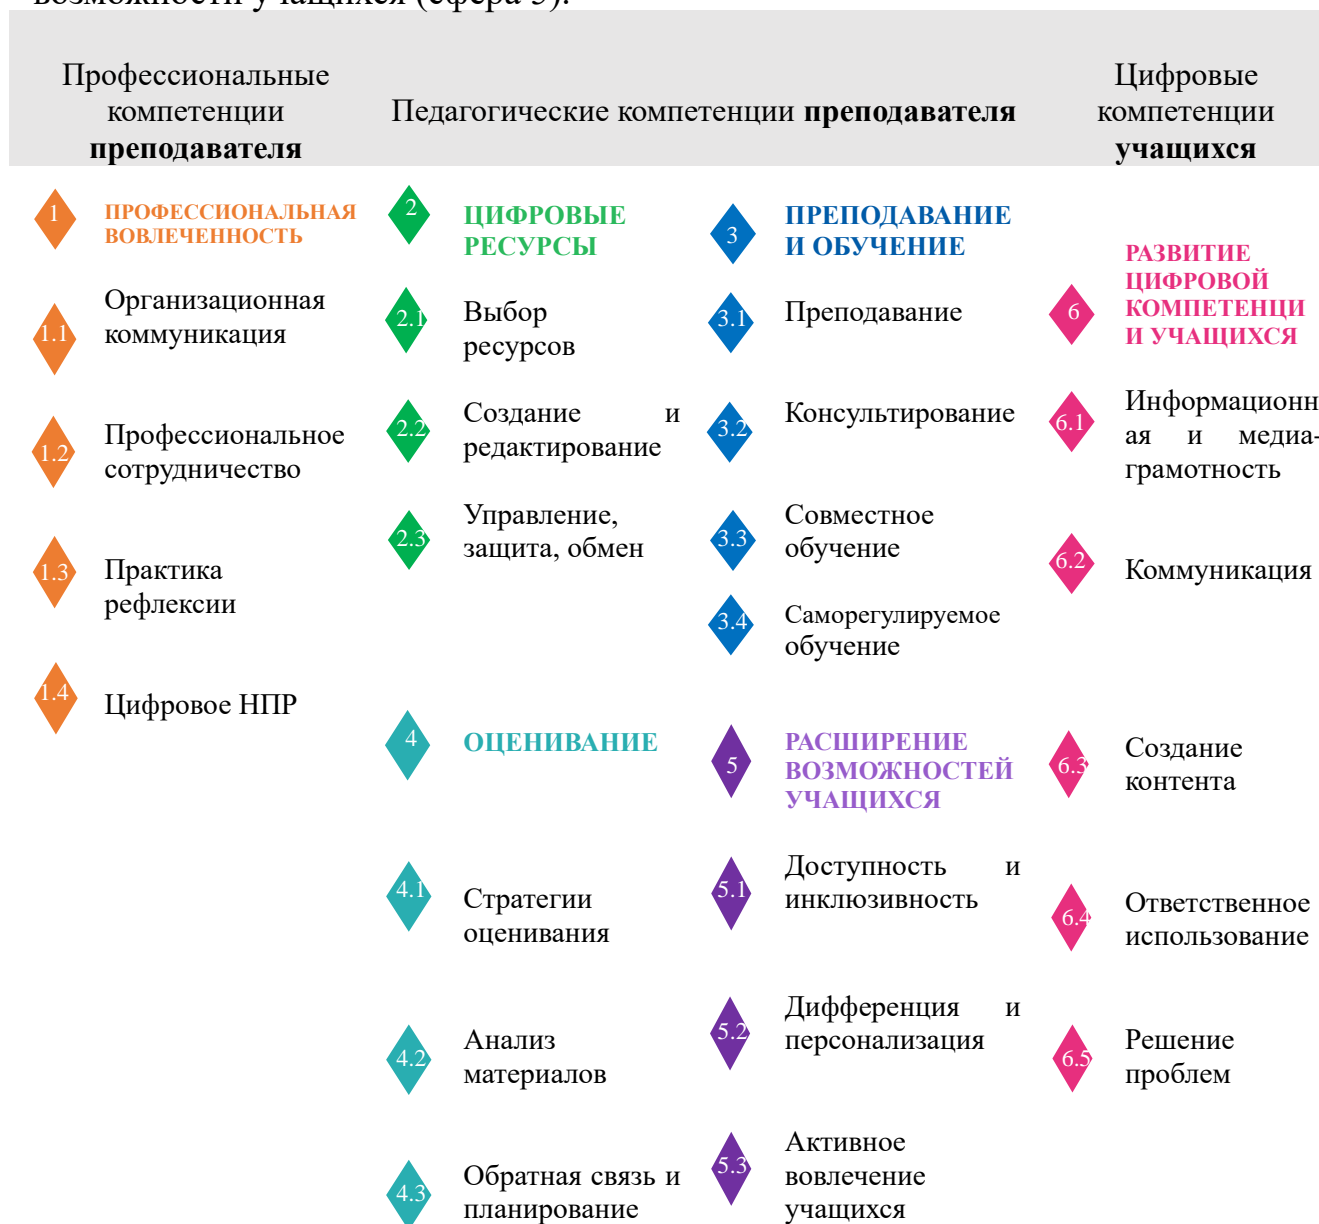 возможности учащихся (сфера 5).
Профессиональные
компетенции
преподавателя
Педагогические компетенции преподавателя
Цифровые
компетенции
учащихся
1
ПРОФЕССИОНАЛЬНАЯ
ВОВЛЕЧЕННОСТЬ
1.1
Организационная
коммуникация
1.2
Профессиональное
сотрудничество
1.3
Практика
рефлексии
1.4
Цифровое НПР
2
ЦИФРОВЫЕ
РЕСУРСЫ
2.1
Выбор
ресурсов
2.2
Создание и
редактирование
2.3
Управление,
защита, обмен
3
ПРЕПОДАВАНИЕ
И ОБУЧЕНИЕ
3.1
Преподавание
3.2
Консультирование
3.3
Совместное
обучение
3.4
Саморегулируемое
обучение
4
ОЦЕНИВАНИЕ
4.1
Стратегии
оценивания
4.2
Анализ
материалов
4.3
Обратная связь и
планирование
5
РАСШИРЕНИЕ
ВОЗМОЖНОСТЕЙ
УЧАЩИХСЯ
5.1
Доступность и
инклюзивность
5.2
Дифференция и
персонализация
5.3
Активное
вовлечение
учащихся
6
РАЗВИТИЕ
ЦИФРОВОЙ
КОМПЕТЕНЦИ
И УЧАЩИХСЯ
6.1
Информационн
ая и медиа-
грамотность
6.2
Коммуникация
6.3
Создание
контента
6.4
Ответственное
использование
6.5
Решение
проблем